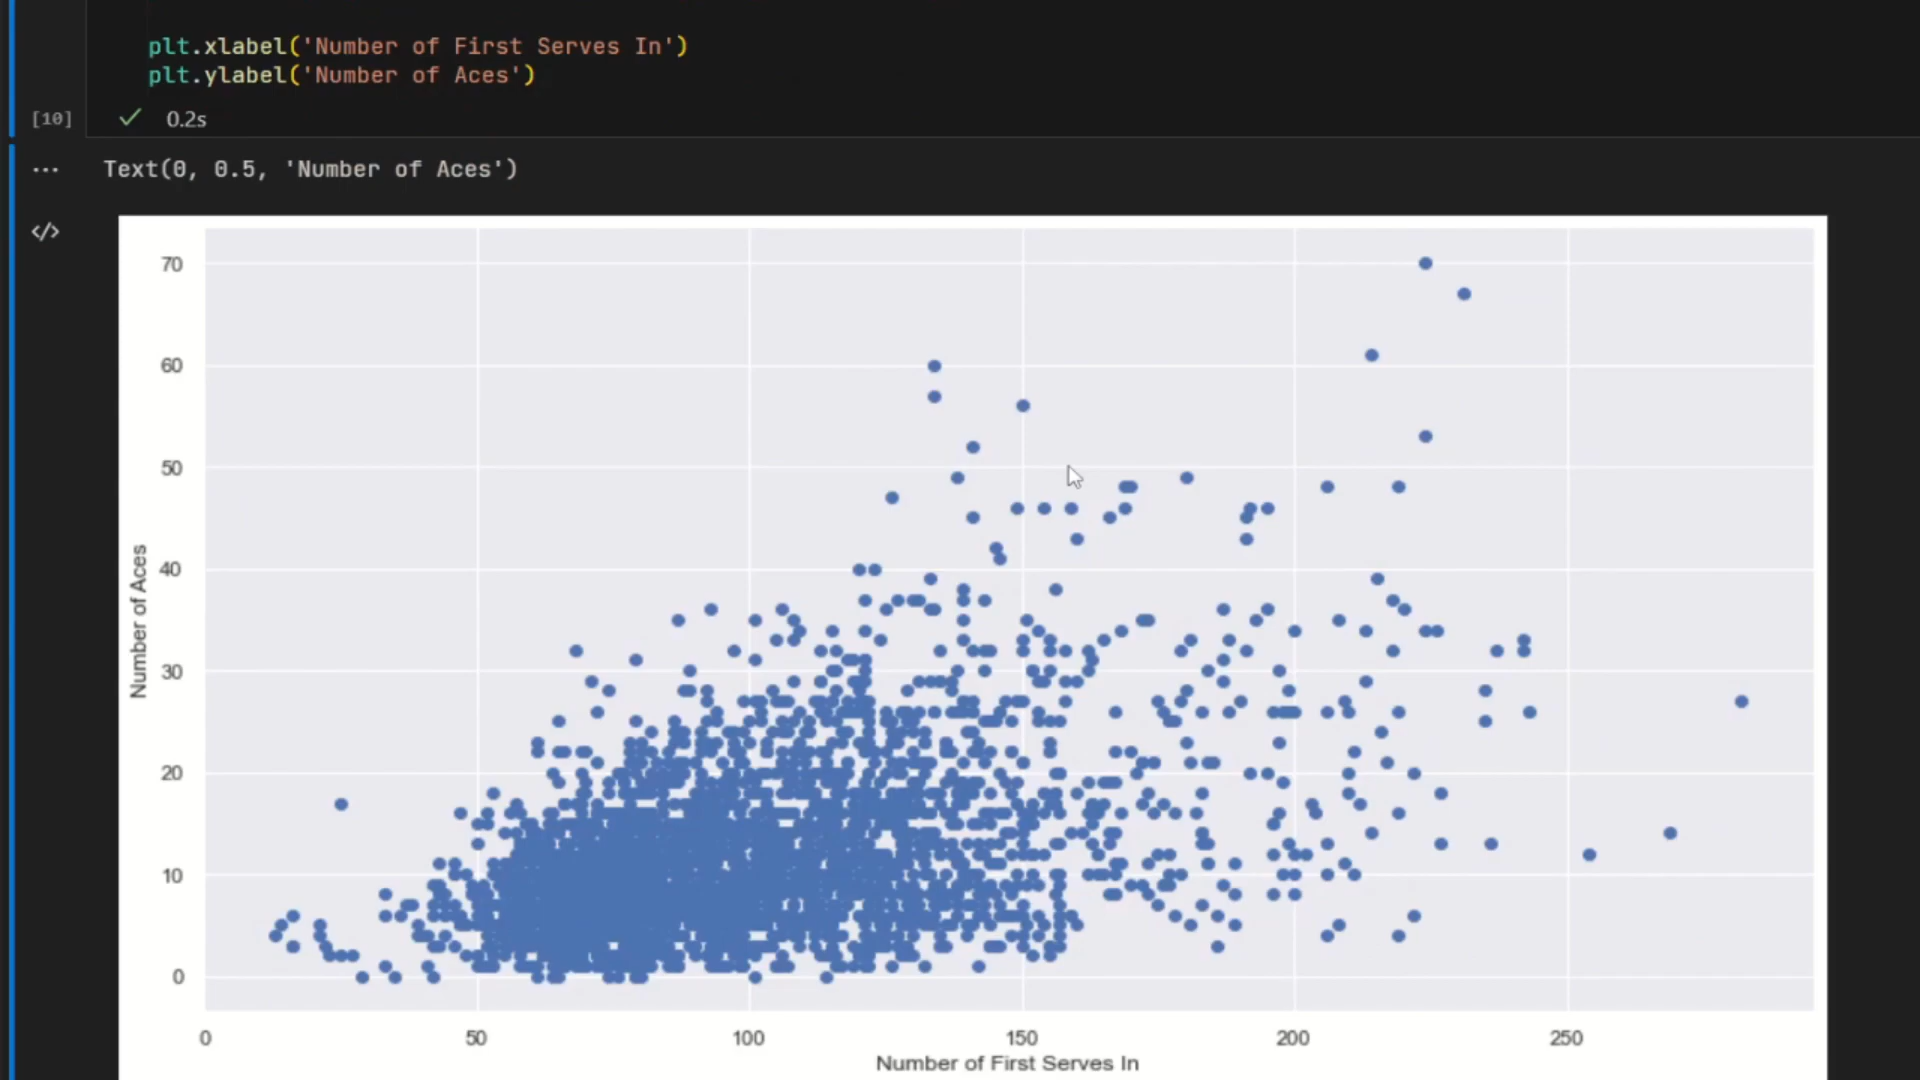 plt.xlabel('Number of First Serves In')
plt.ylabel('Number of Aces')
[10]
0.2s
...
Text(0, 0.5, 'Number of Aces')
</>
70
60
50
40
30
20
10
0
Number of Aces
0 50 100 150 200 250
Number of First Serves In